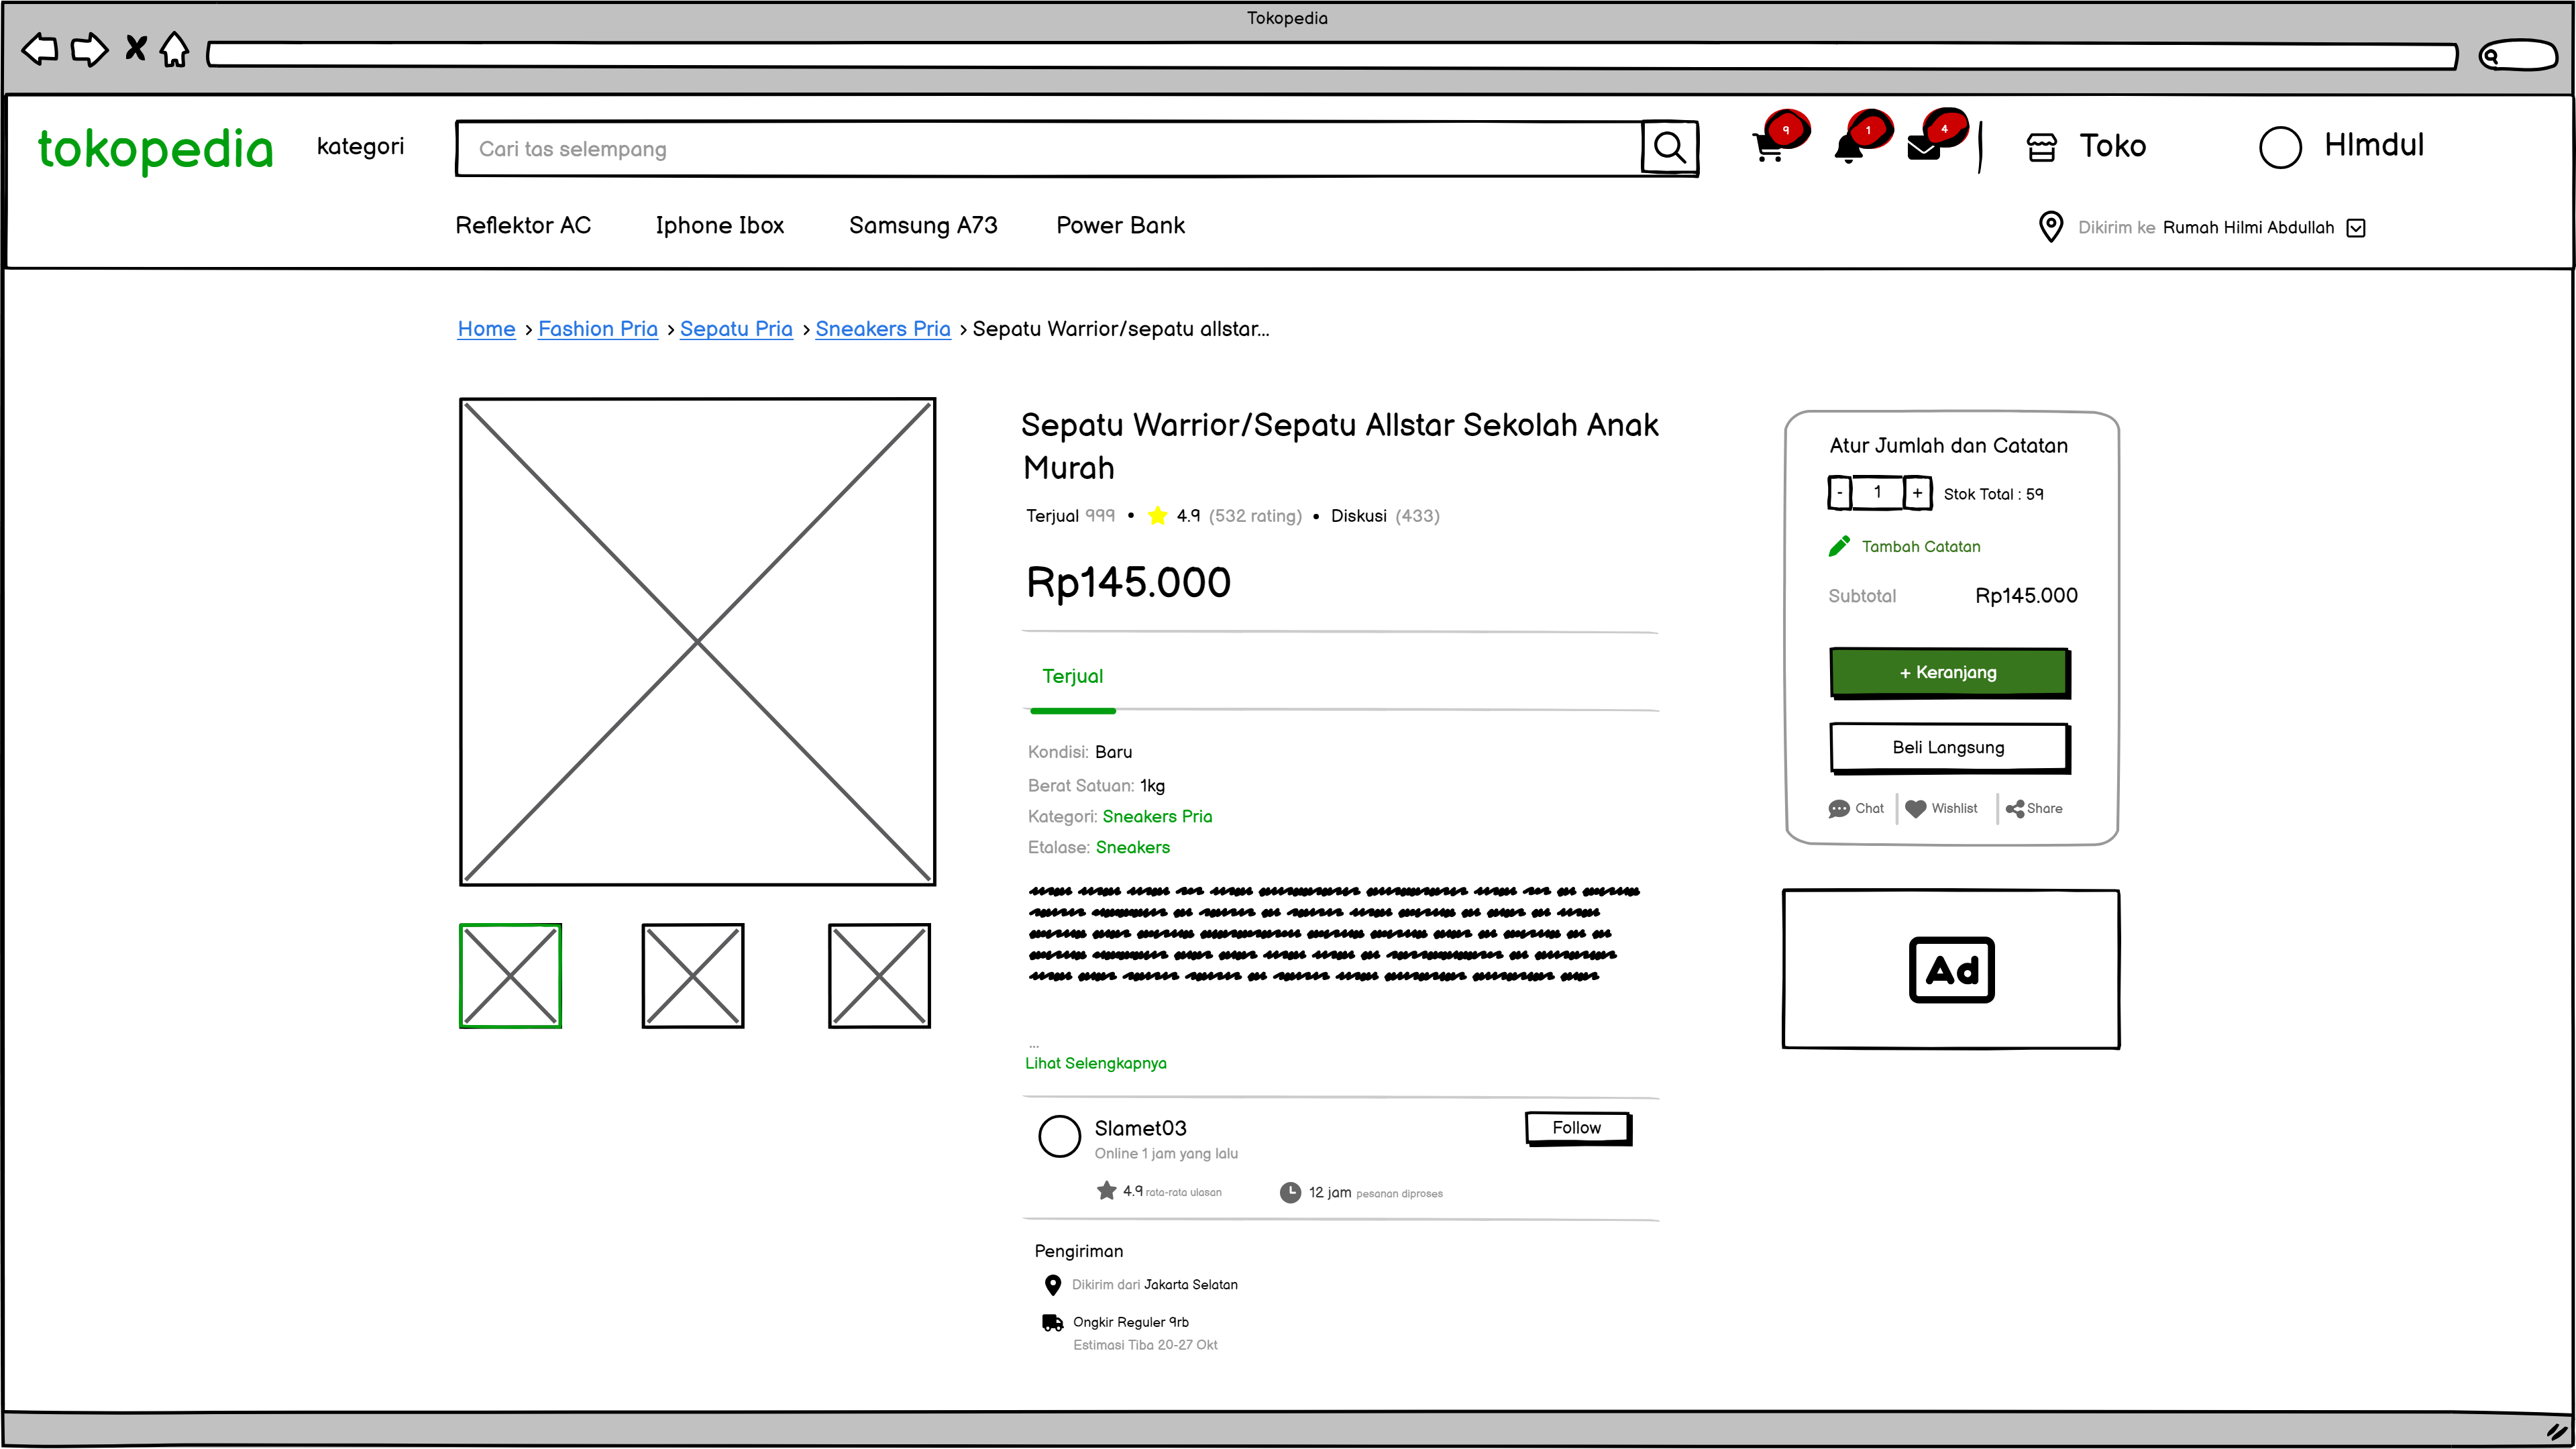 Tokopedia
tokopedia kategori Cari tas selempang 9 1 4 Toko HImdul
Reflektor AC Iphone Ibox Samsung A73 Power Bank Dikirim ke Rumah Hilmi Abdullah
Home > Fashion Pria > Sepatu Pria > Sneakers Pria > Sepatu Warrior/sepatu allstar...
Sepatu Warrior/Sepatu Allstar Sekolah Anak
Murah
Terjual 999 • 4.9 (532 rating) • Diskusi (433)
Rp145.000
Terjual
Kondisi: Baru
Berat Satuan: 1kg
Kategori: Sneakers Pria
Etalase: Sneakers
...
Lihat Selengkapnya
Slamet03
Online 1 jam yang lalu
Follow
4.9 rata-rata ulasan 12 jam pesanan diproses
Pengiriman
Dikirim dari Jakarta Selatan
Ongkir Reguler 9rb
Estimasi Tiba 20-27 Okt
Atur Jumlah dan Catatan
- 1 + Stok Total : 59
Tambah Catatan
Subtotal Rp145.000
+ Keranjang
Beli Langsung
Chat Wishlist Share
Ad